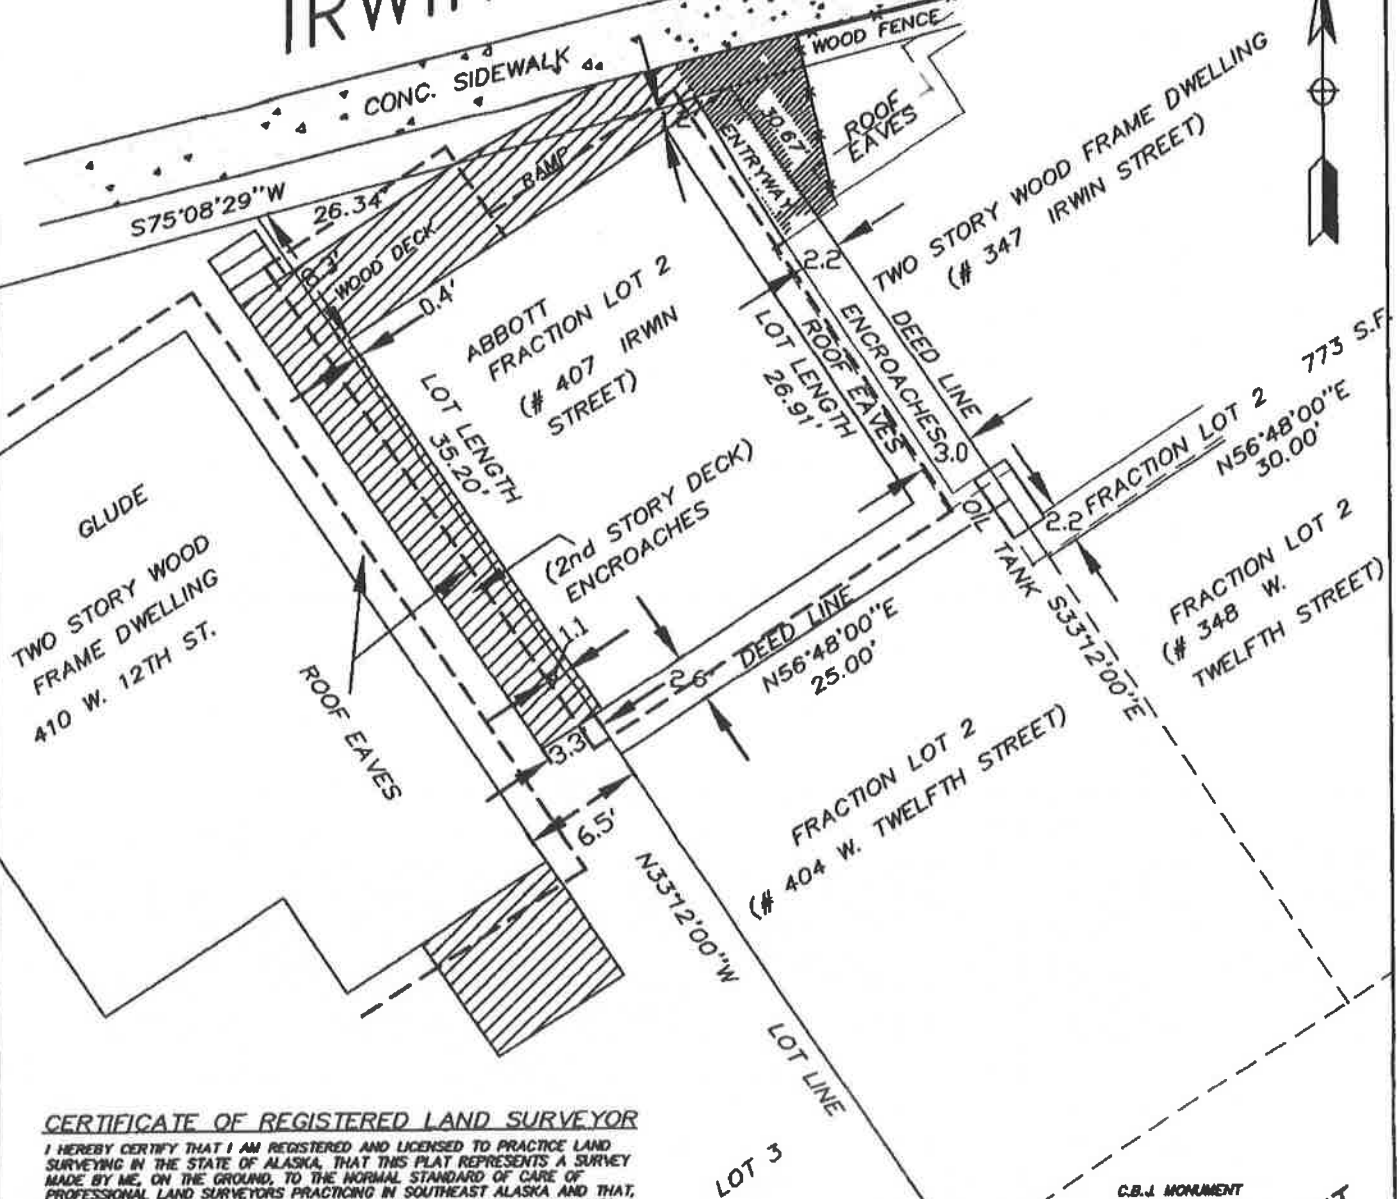 IRWIN
CONC. SIDEWALK
WOOD FENCE
S75°08'29"W
26.34'
RAMP
WOOD DECK
8.3'
0.4'
2
ENTRYWAY
30.67'
ROOF
EAVES
TWO STORY WOOD FRAME DWELLING
(# 347 IRWIN STREET)
2.2
ABBOTT
FRACTION LOT 2
(# 407 IRWIN
STREET)
LOT LENGTH
35.20'
LOT LENGTH
26.91'
ROOF EAVES
ENCROACHES
DEED LINE
3.0
773 S.F.
FRACTION LOT 2
N56°48'00"E
30.00'
2.2
OIL TANK
S33°12'00"E
FRACTION LOT 2
(# 348 W.
TWELFTH STREET)
(2nd STORY DECK)
ENCROACHES
GLUDE
TWO STORY WOOD
FRAME DWELLING
410 W. 12TH ST.
ROOF EAVES
1.1
2.6
DEED LINE
N56°48'00"E
25.00'
3.3
6.5'
FRACTION LOT 2
(# 404 W. TWELFTH STREET)
N33°12'00"W
LOT LINE
LOT 3
CERTIFICATE OF REGISTERED LAND SURVEYOR
I HEREBY CERTIFY THAT I AM REGISTERED AND LICENSED TO PRACTICE LAND
SURVEYING IN THE STATE OF ALASKA, THAT THIS PLAT REPRESENTS A SURVEY
MADE BY ME, ON THE GROUND, TO THE NORMAL STANDARD OF CARE OF
PROFESSIONAL LAND SURVEYORS PRACTICING IN SOUTHEAST ALASKA AND THAT,
C.B.J. MONUMENT